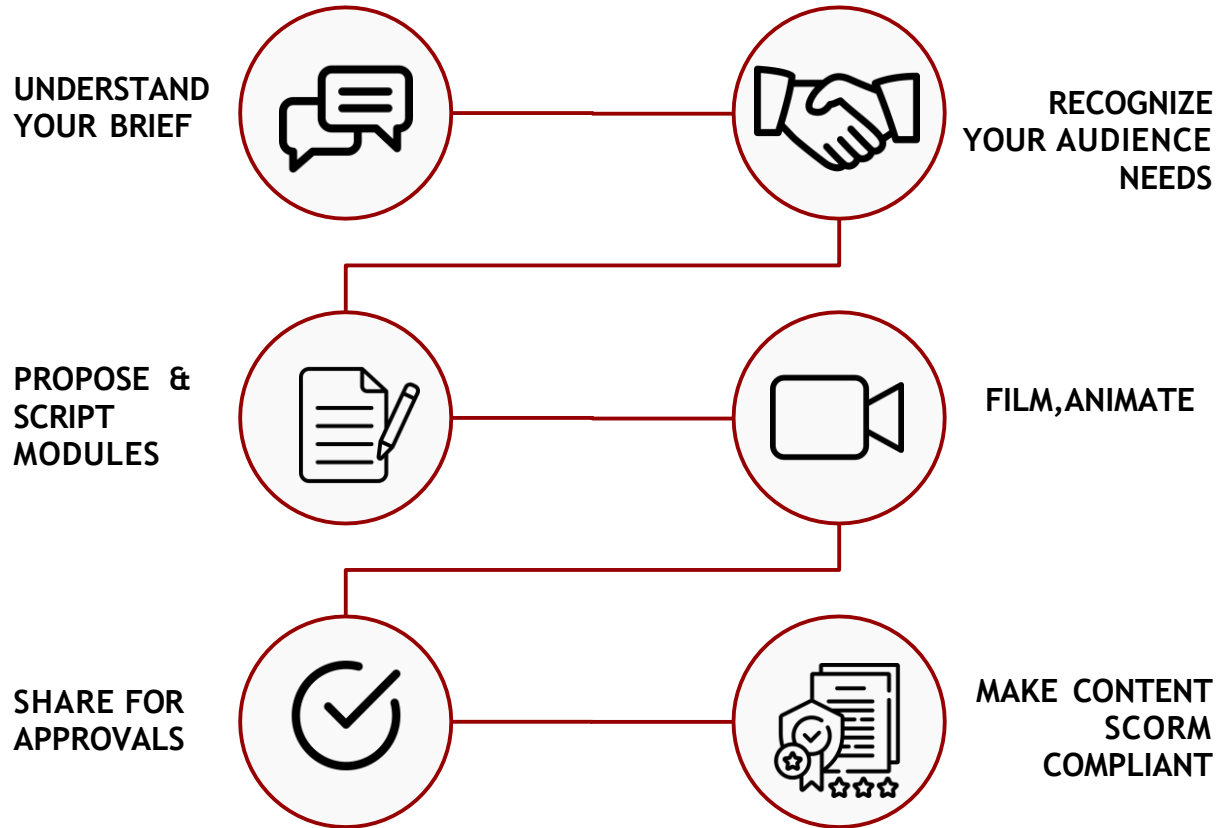 UNDERSTAND
YOUR BRIEF
RECOGNIZE
YOUR AUDIENCE
NEEDS
PROPOSE &
SCRIPT
MODULES
FILM,ANIMATE
SHARE FOR
APPROVALS
MAKE CONTENT
SCORM
COMPLIANT